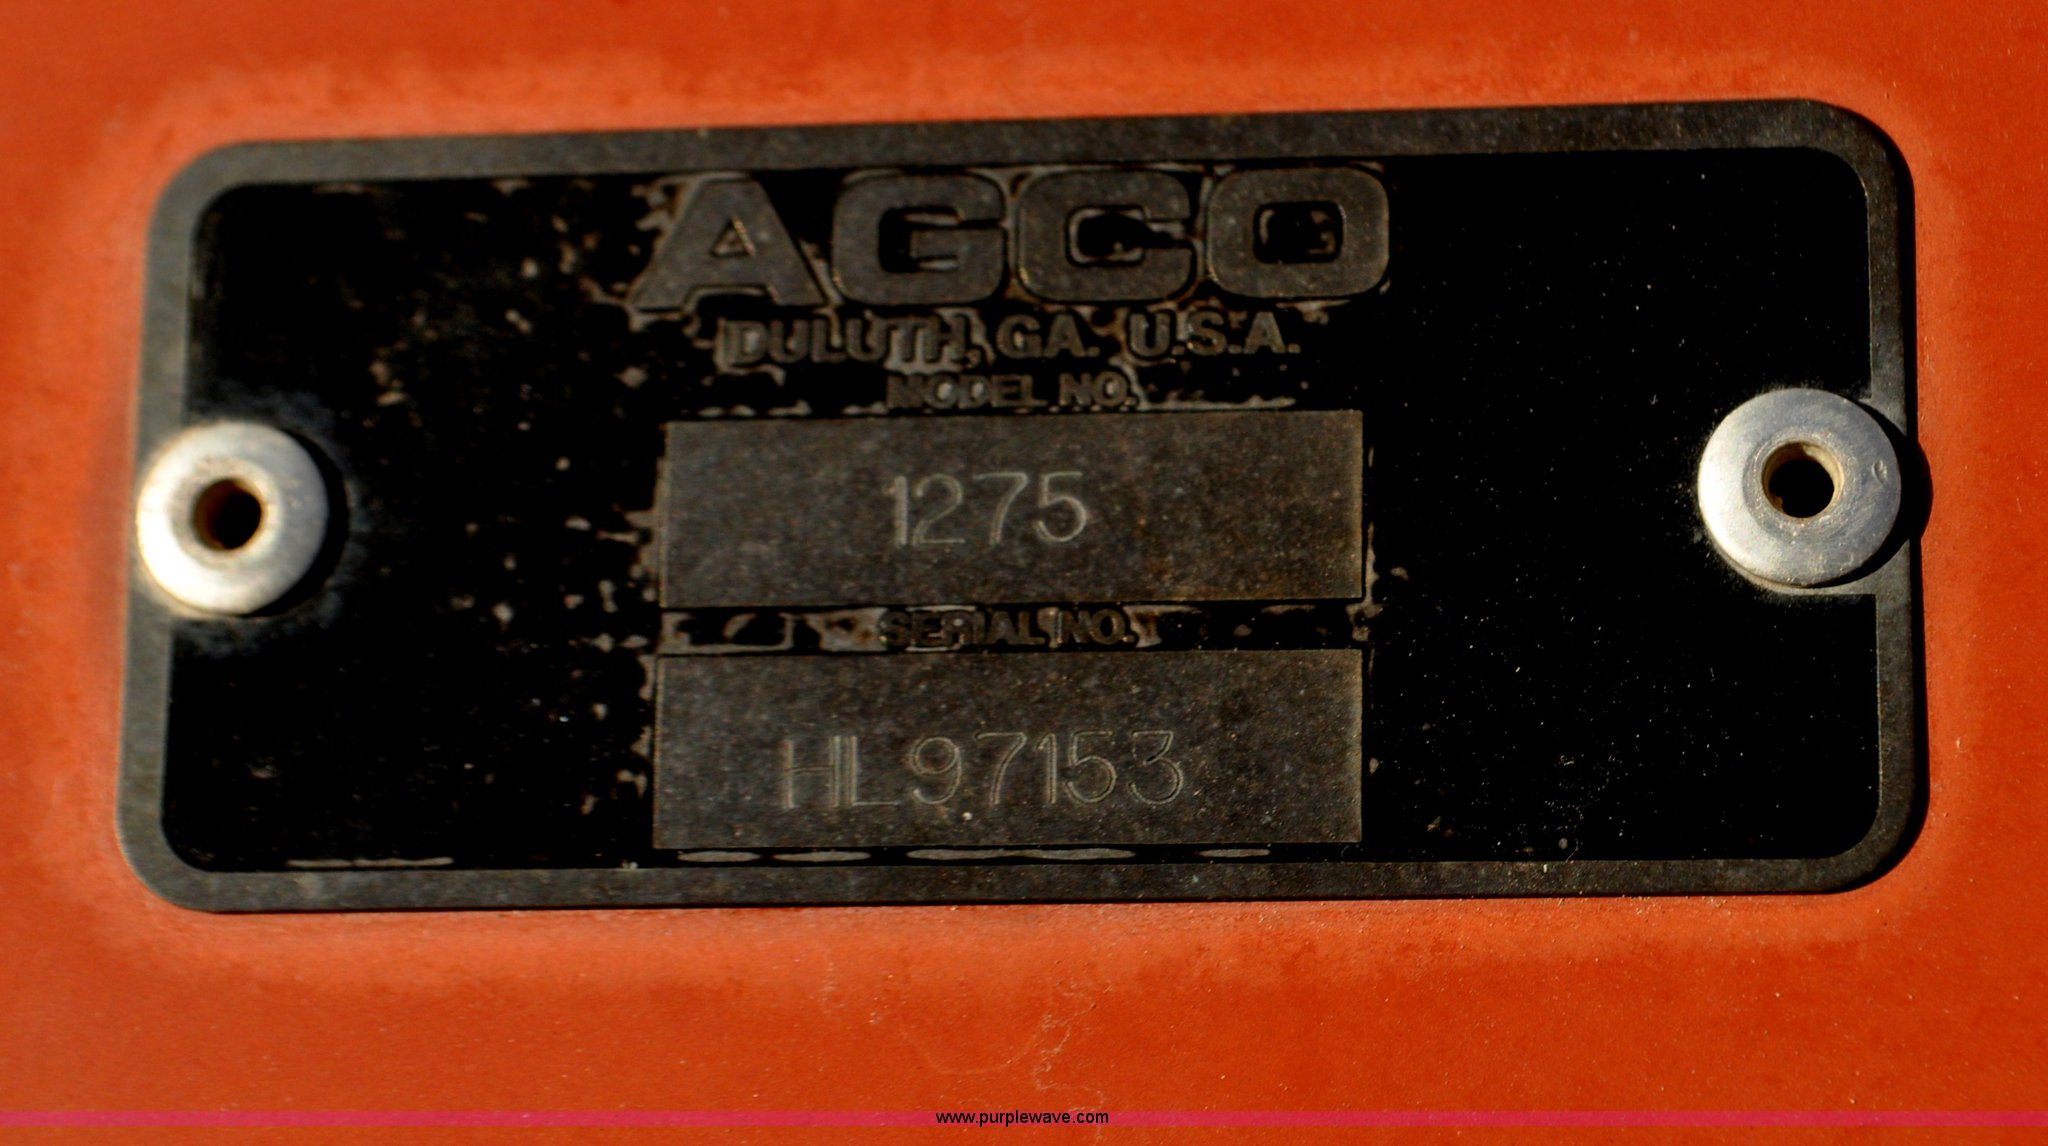 AGCO
DULUTH, GA. U.S.A.
MODEL NO.
1275
SERIAL NO.
HL97153
www.purplewave.com